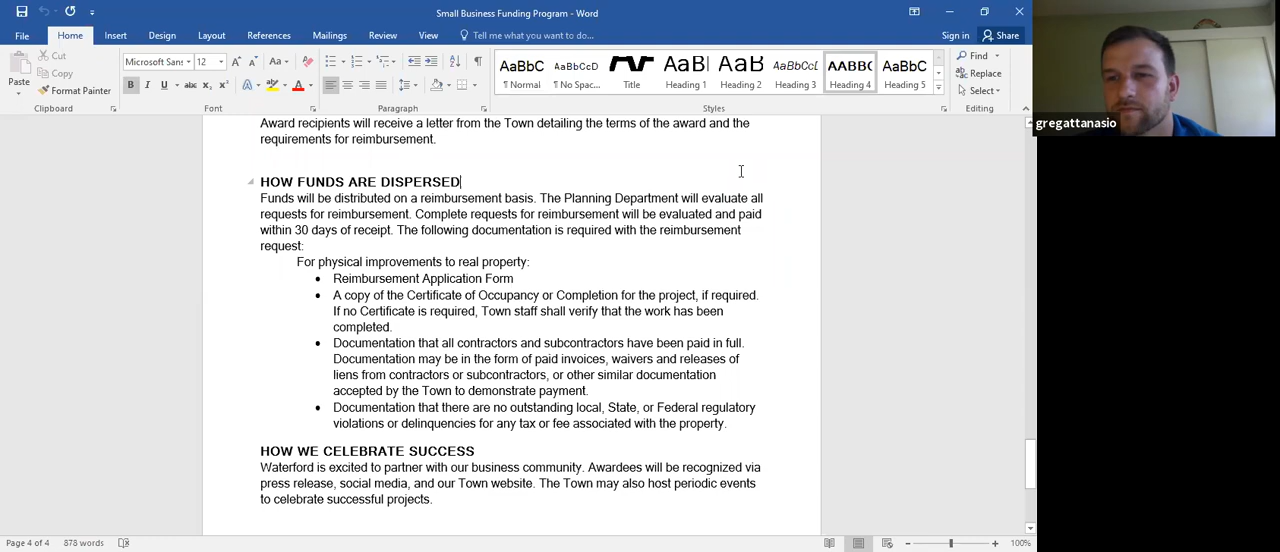 Small Business Funding Program - Word
File Home Insert Design Layout References Mailings Review View Tell me what you want to do... Sign in Share
Paste Cut Copy Format Painter
Microsoft San: 12 Aa
B I U abc
AaBbC AaBbCcD Title AaBl AaB AaBbCcL AABBC AaBbC
¶ Normal ¶ No Spac... Title Heading 1 Heading 2 Heading 3 Heading 4 Heading 5
Find
Replace
Select
Clipboard Font Paragraph Styles Editing
gregattanasio
Award recipients will receive a letter from the Town detailing the terms of the award and the
requirements for reimbursement.
HOW FUNDS ARE DISPERSED
Funds will be distributed on a reimbursement basis. The Planning Department will evaluate all
requests for reimbursement. Complete requests for reimbursement will be evaluated and paid
within 30 days of receipt. The following documentation is required with the reimbursement
request:
For physical improvements to real property:
• Reimbursement Application Form
• A copy of the Certificate of Occupancy or Completion for the project, if required.
If no Certificate is required, Town staff shall verify that the work has been
completed.
• Documentation that all contractors and subcontractors have been paid in full.
Documentation may be in the form of paid invoices, waivers and releases of
liens from contractors or subcontractors, or other similar documentation
accepted by the Town to demonstrate payment.
• Documentation that there are no outstanding local, State, or Federal regulatory
violations or delinquencies for any tax or fee associated with the property.
HOW WE CELEBRATE SUCCESS
Waterford is excited to partner with our business community. Awardees will be recognized via
press release, social media, and our Town website. The Town may also host periodic events
to celebrate successful projects.
Page 4 of 4 878 words 100%